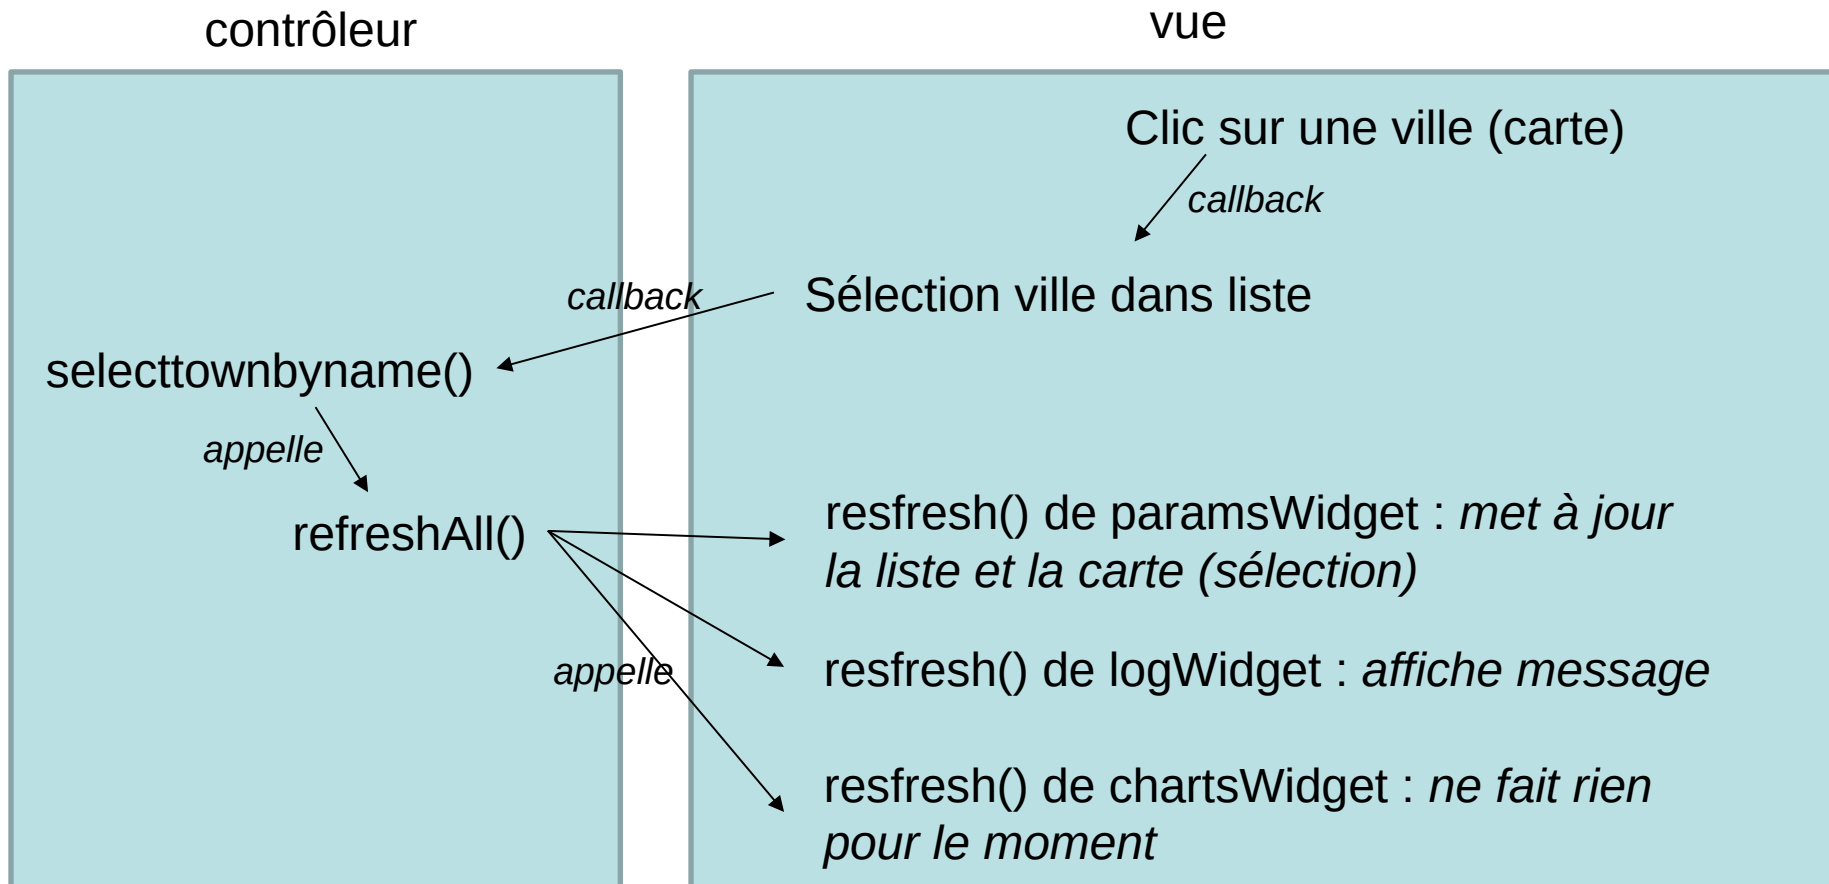 contrôleur
vue
Clic sur une ville (carte)
callback
Sélection ville dans liste
callback
selecttownbyname()
appelle
refreshAll()
resfresh() de paramsWidget : met à jour
la liste et la carte (sélection)
appelle
resfresh() de logWidget : affiche message
resfresh() de chartsWidget : ne fait rien
pour le moment